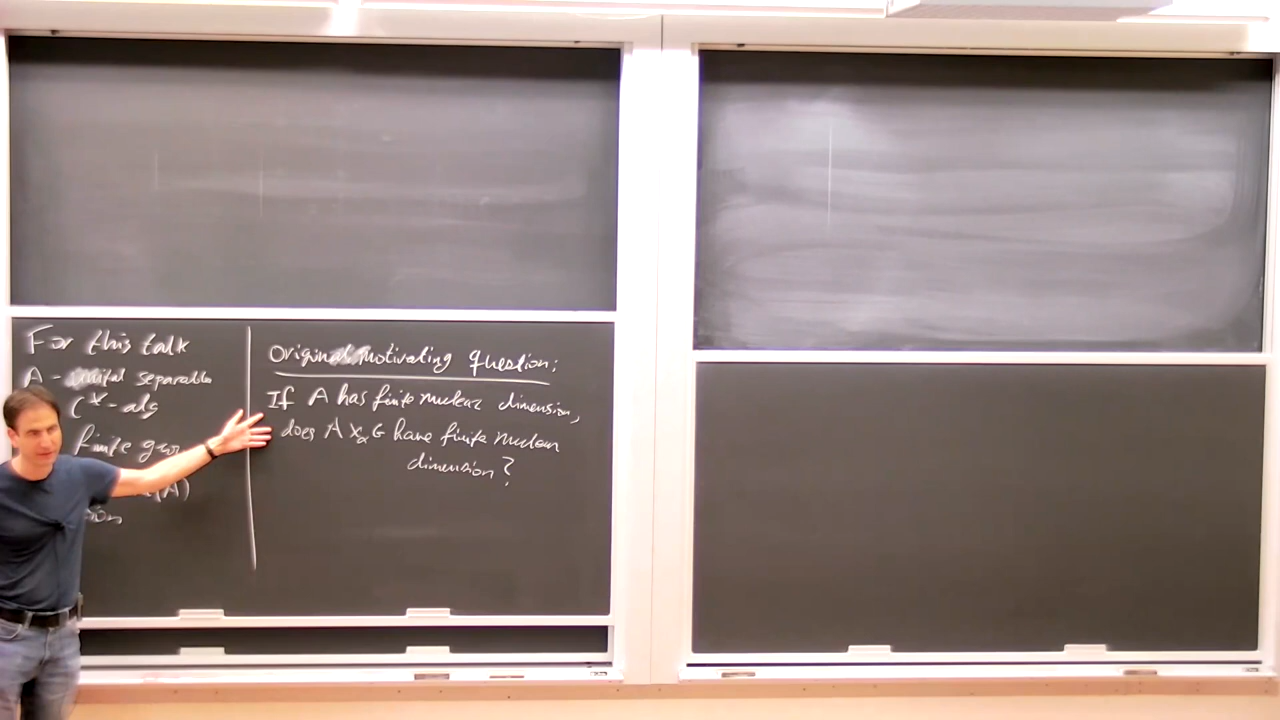 For this talk
A - unital separable
C*-alg
finite
(A)
Original motivating question:
If A has finite nuclear dimension,
does A ⋊α G have finite nuclear
dimension?